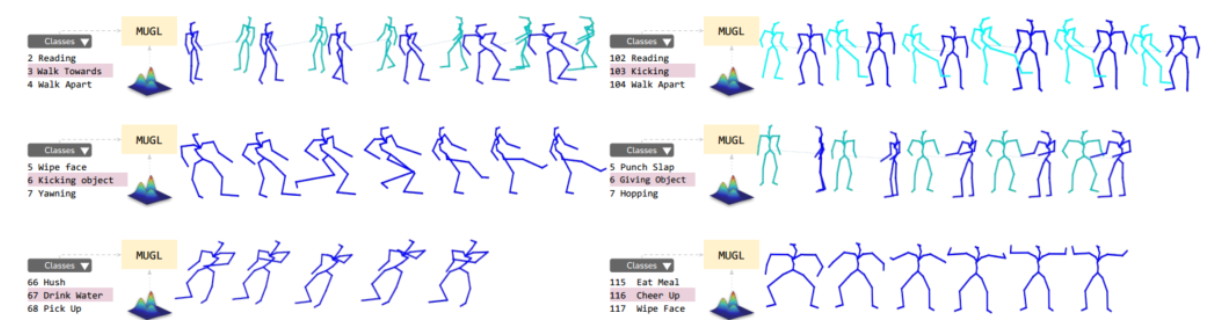 MUGL
Classes ▼
2 Reading
3 Walk Towards
4 Walk Apart
MUGL
Classes ▼
102 Reading
103 Kicking
104 Walk Apart
MUGL
Classes ▼
5 Wipe face
6 Kicking object
7 Yawning
MUGL
Classes ▼
5 Punch Slap
6 Giving Object
7 Hopping
MUGL
Classes ▼
66 Hush
67 Drink Water
68 Pick Up
MUGL
Classes ▼
115 Eat Meal
116 Cheer Up
117 Wipe Face